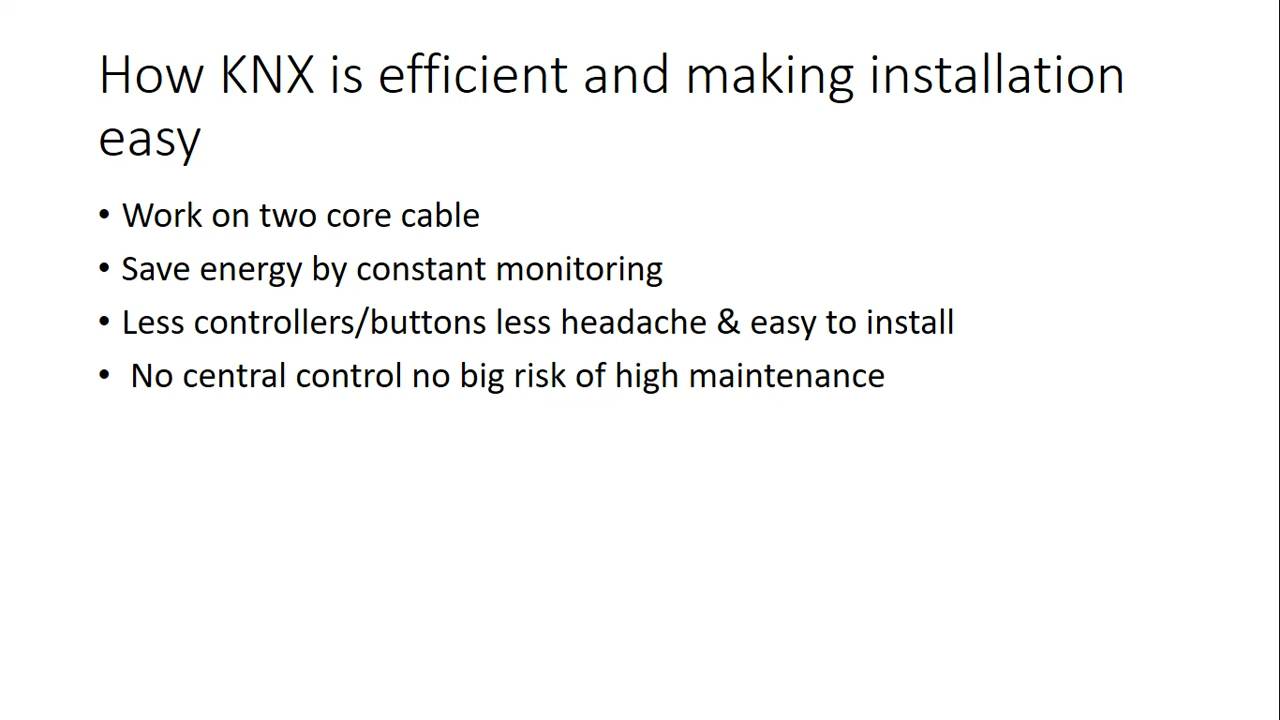 How KNX is efficient and making installation
easy
• Work on two core cable
• Save energy by constant monitoring
• Less controllers/buttons less headache & easy to install
• No central control no big risk of high maintenance